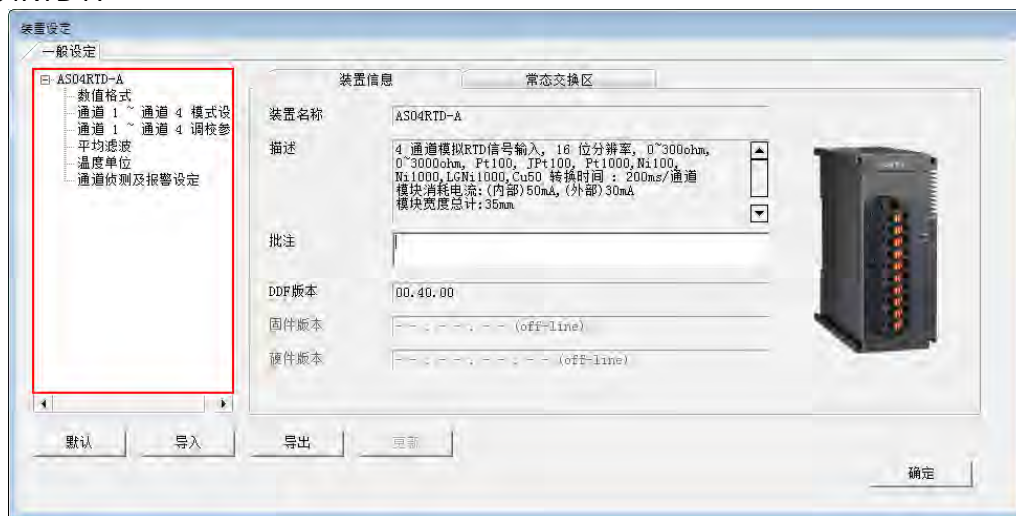 装置设定
一般设定
AS04RTD-A
数值格式
通道 1 ~ 通道 4 模式设
通道 1 ~ 通道 4 调校参
平均滤波
温度单位
通道侦测及报警设定
装置信息
常态交换区
装置名称
AS04RTD-A
描述
4 通道模拟RTD信号输入, 16 位分辨率, 0~300ohm,
0~3000ohm, Pt100, JPt100, Pt1000,Ni100,
Ni1000,LGNi1000,Cu50 转换时间 : 200ms/通道
模块消耗电流:(内部)50mA,(外部)30mA
模块宽度总计:35mm
批注
DDF版本
00.40.00
固件版本
-- . -- . -- (off-line)
硬件版本
-- . -- . -- . -- (off-line)
默认
导入
导出
更新
确定